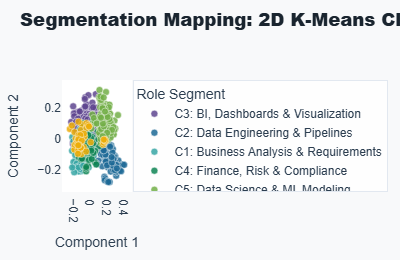 Segmentation Mapping: 2D K-Means Cl
Component 2
0.2
0
−0.2
−0.2
0
0.2
0.4
Component 1
Role Segment
C3: BI, Dashboards & Visualization
C2: Data Engineering & Pipelines
C1: Business Analysis & Requirements
C4: Finance, Risk & Compliance
C5: Data Science & ML Modeling